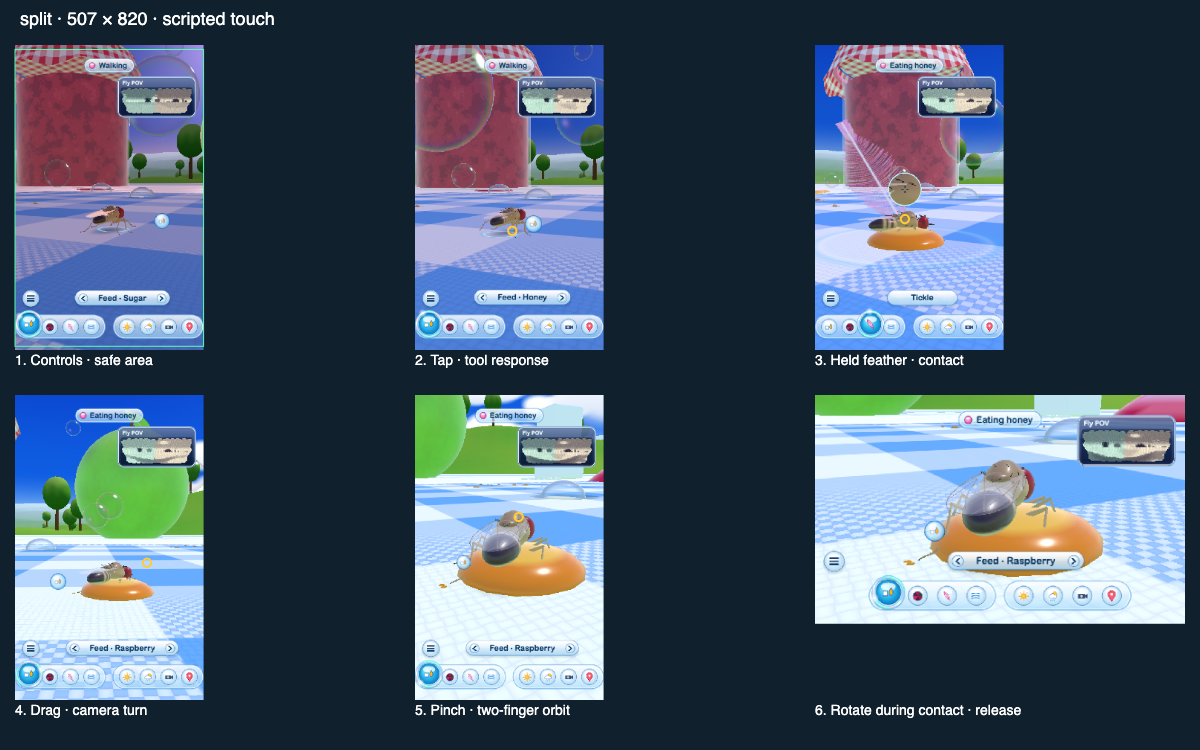 split · 507 × 820 · scripted touch
Walking
Fly POV
Feed · Sugar
1. Controls · safe area
Walking
Fly POV
Feed · Honey
2. Tap · tool response
Eating honey
Fly POV
Tickle
3. Held feather · contact
Eating honey
Fly POV
Feed · Raspberry
4. Drag · camera turn
Eating honey
Fly POV
Feed · Raspberry
5. Pinch · two-finger orbit
Eating honey
Fly POV
Feed · Raspberry
6. Rotate during contact · release